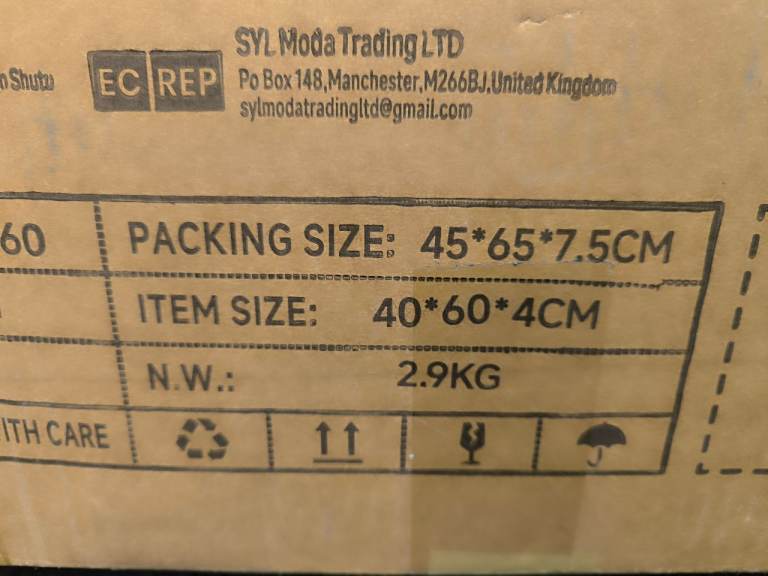 SYL Moda Trading LTD
EC REP
Po Box 148,Manchester,M266BJ,United Kingdom
sylmodatradingltd@gmail.com
60
PACKING SIZE: 45*65*7.5CM
ITEM SIZE: 40*60*4CM
N.W.: 2.9KG
ITH CARE